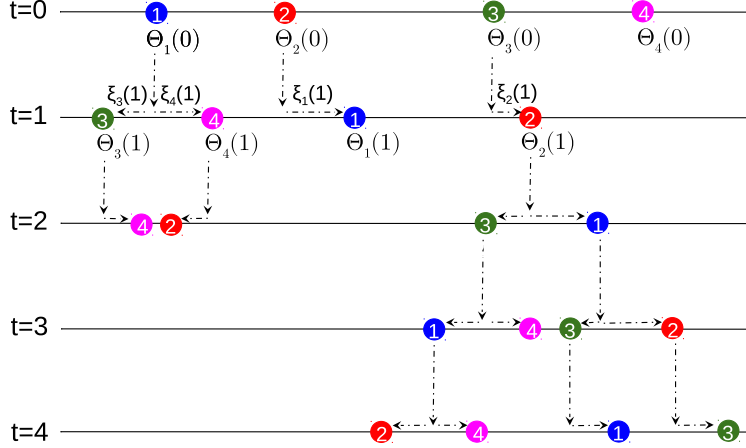 t=0 1 2 3 4
Θ₁(0) Θ₂(0) Θ₃(0) Θ₄(0)
ξ₃(1) ξ₄(1) ξ₁(1) ξ₂(1)
t=1 3 4 1 2
Θ₃(1) Θ₄(1) Θ₁(1) Θ₂(1)
t=2 4 2 3 1
t=3 1 4 3 2
t=4 2 4 1 3